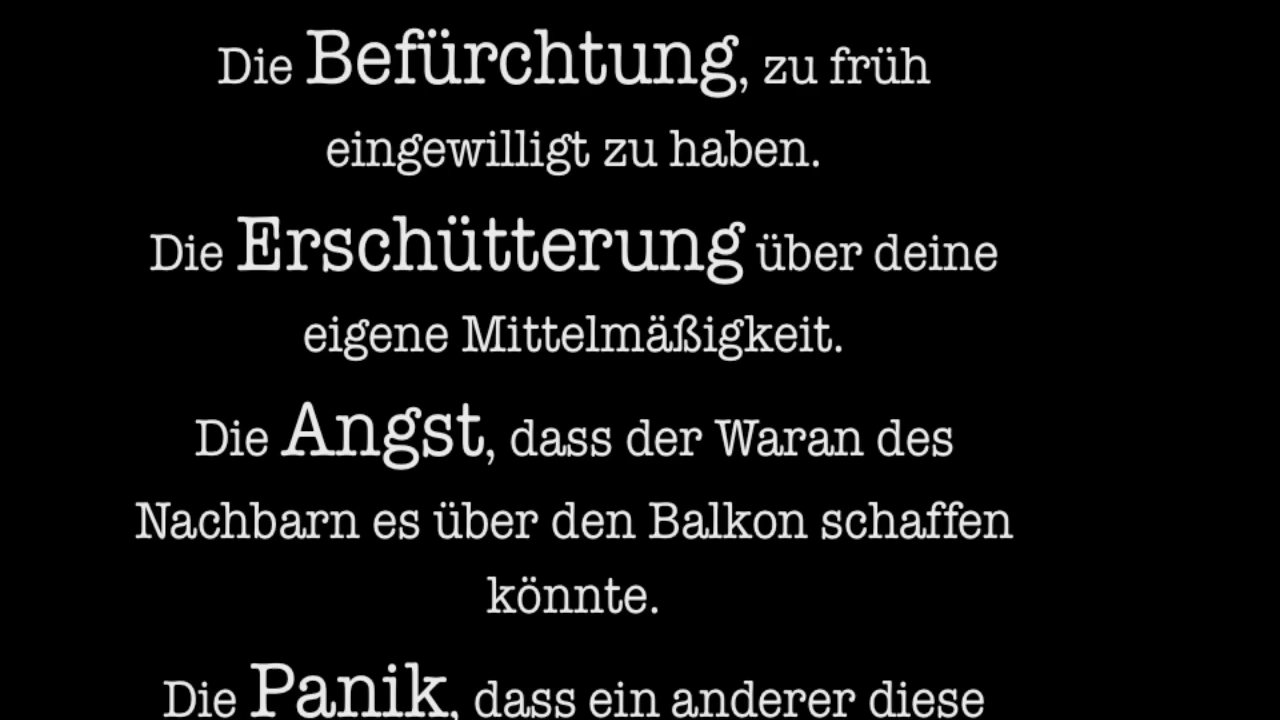 Die Befürchtung, zu früh
eingewilligt zu haben.
Die Erschütterung über deine
eigene Mittelmäßigkeit.
Die Angst, dass der Waran des
Nachbarn es über den Balkon schaffen
könnte.
Die Panik, dass ein anderer diese